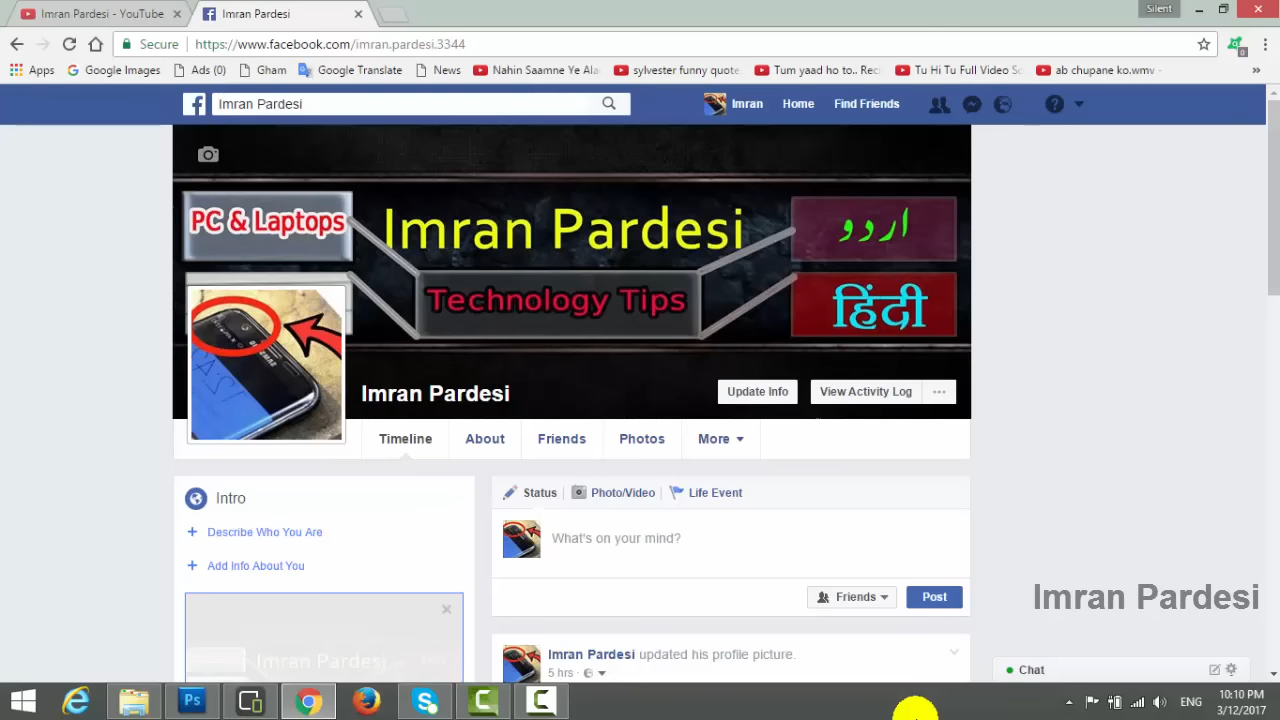 Imran Pardesi - YouTube
Imran Pardesi
Silent
Secure https://www.facebook.com/imran.pardesi.3344
0
Apps Google Images Ads (0) Gham Google Translate News Nahin Saamne Ye Ala sylvester funny quote Tum yaad ho to.. Rec Tu Hi Tu Full Video So ab chupane ko.wmv -
Imran Pardesi
Imran Home Find Friends
PC & Laptops
Imran Pardesi
اردو
Technology Tips
हिंदी
Imran Pardesi
Update Info
View Activity Log
Timeline About Friends Photos More
Intro
Describe Who You Are
Add Info About You
Imran Pardesi
Status Photo/Video Life Event
What's on your mind?
Friends Post
Imran Pardesi updated his profile picture.
5 hrs
Imran Pardesi
Chat
Ps
ENG
10:10 PM
3/12/2017